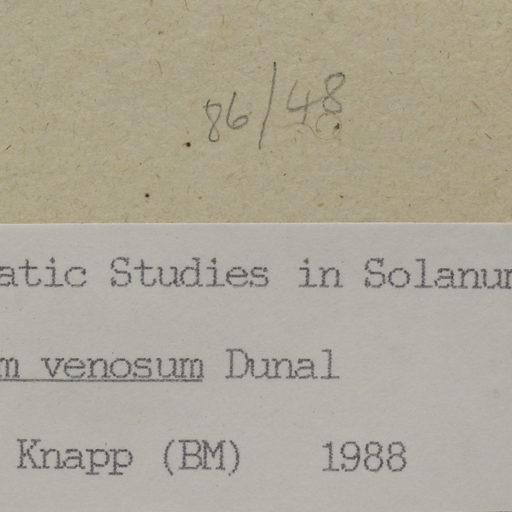 86/48
atic Studies in Solanum
m venosum Dunal
Knapp (BM) 1988